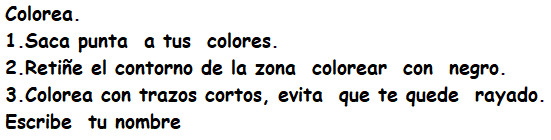 Colorea.
1.Saca punta a tus colores.
2.Retiñe el contorno de la zona colorear con negro.
3.Colorea con trazos cortos, evita que te quede rayado.
Escribe tu nombre